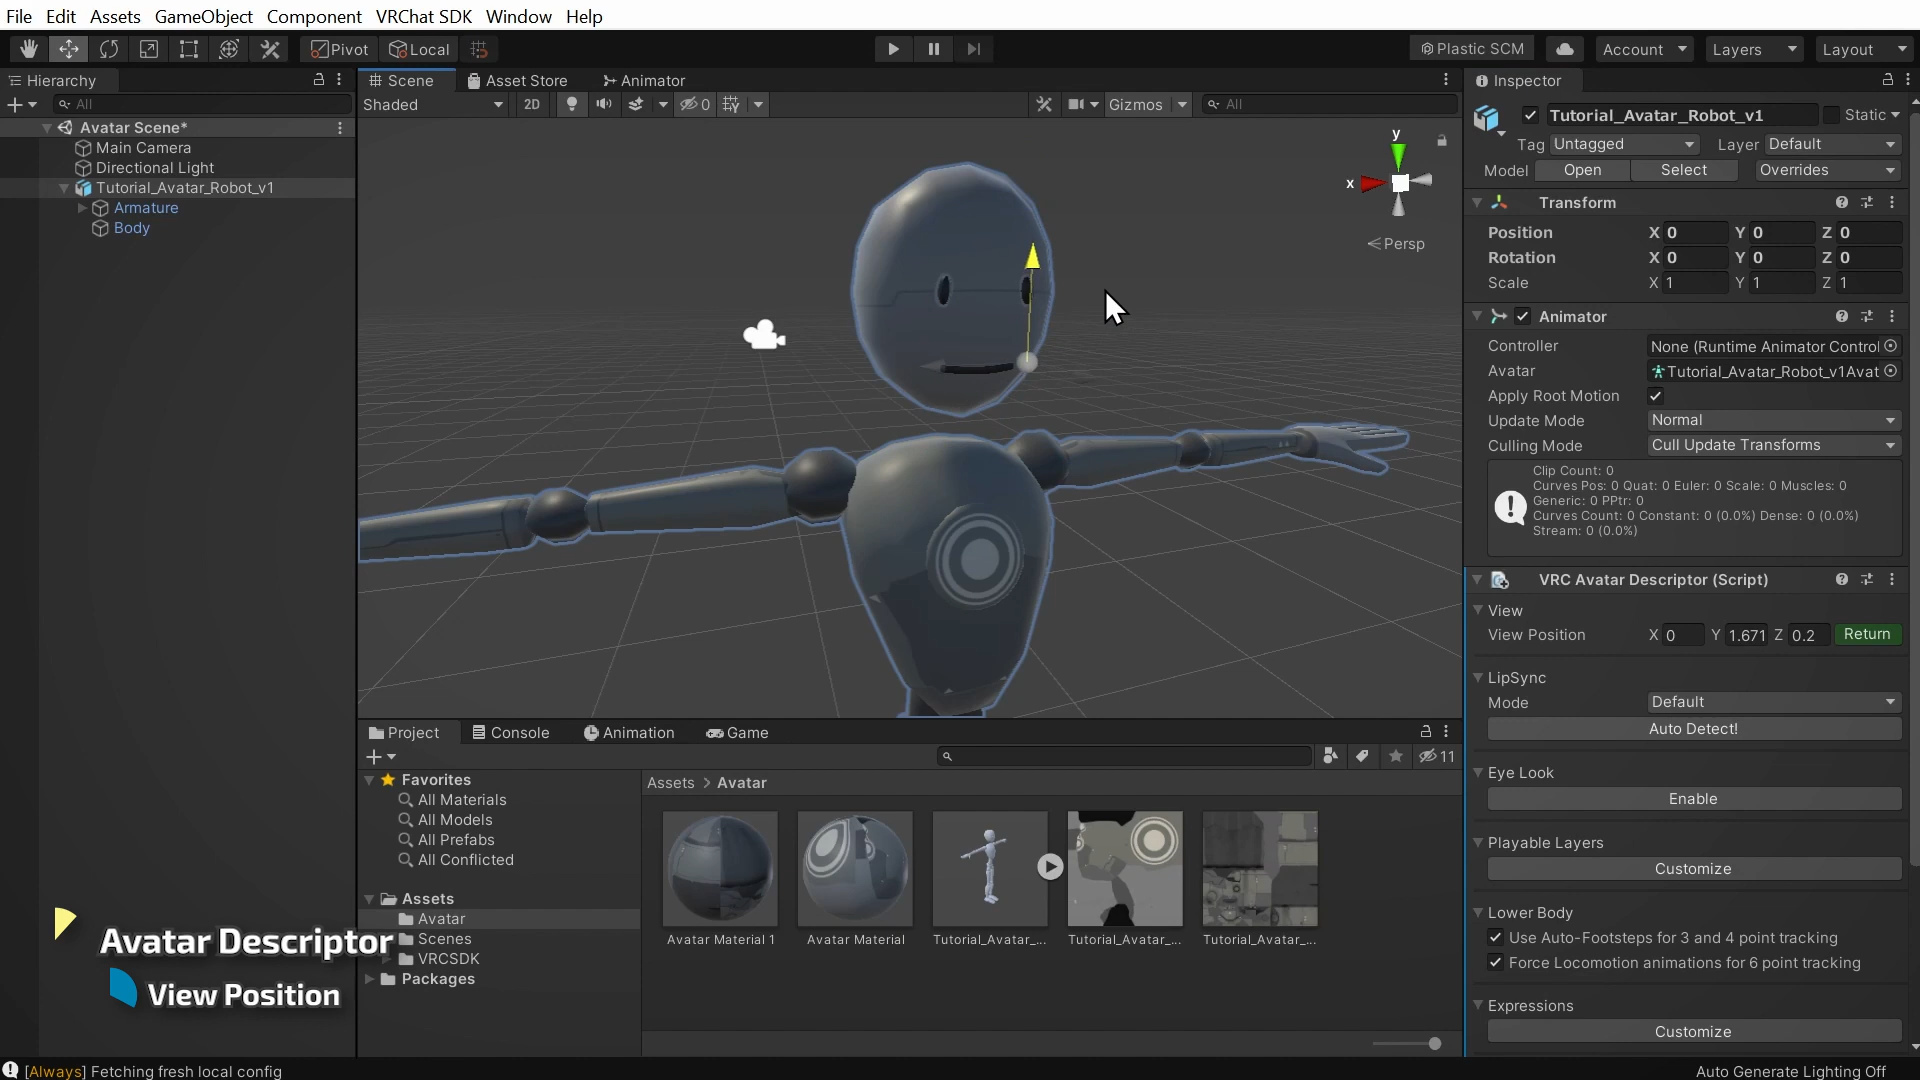 File Edit Assets GameObject Component VRChat SDK Window Help
Pivot Local Plastic SCM Account Layers Layout
Hierarchy
All
Avatar Scene*
Main Camera
Directional Light
Tutorial_Avatar_Robot_v1
Armature
Body
Scene Asset Store Animator
Shaded 2D 0 Gizmos All
y
x
Persp
Inspector
Tutorial_Avatar_Robot_v1 Static
Tag Untagged Layer Default
Model Open Select Overrides
Transform
Position X 0 Y 0 Z 0
Rotation X 0 Y 0 Z 0
Scale X 1 Y 1 Z 1
Animator
Controller None (Runtime Animator Control
Avatar Tutorial_Avatar_Robot_v1Avat
Apply Root Motion
Update Mode Normal
Culling Mode Cull Update Transforms
Clip Count: 0
Curves Pos: 0 Quat: 0 Euler: 0 Scale: 0 Muscles: 0
Generic: 0 PPtr: 0
Curves Count: 0 Constant: 0 (0.0%) Dense: 0 (0.0%)
Stream: 0 (0.0%)
VRC Avatar Descriptor (Script)
View
View Position X 0 Y 1.671 Z 0.2 Return
LipSync
Mode Default
Auto Detect!
Eye Look
Enable
Playable Layers
Customize
Lower Body
Use Auto-Footsteps for 3 and 4 point tracking
Force Locomotion animations for 6 point tracking
Expressions
Customize
Project Console Animation Game
11
Favorites
All Materials
All Models
All Prefabs
All Conflicted
Assets
Avatar
Scenes
VRCSDK
Packages
Assets > Avatar
Avatar Material 1 Avatar Material Tutorial_Avatar_... Tutorial_Avatar_... Tutorial_Avatar_...
Avatar Descriptor
View Position
[Always] Fetching fresh local config
Auto Generate Lighting Off